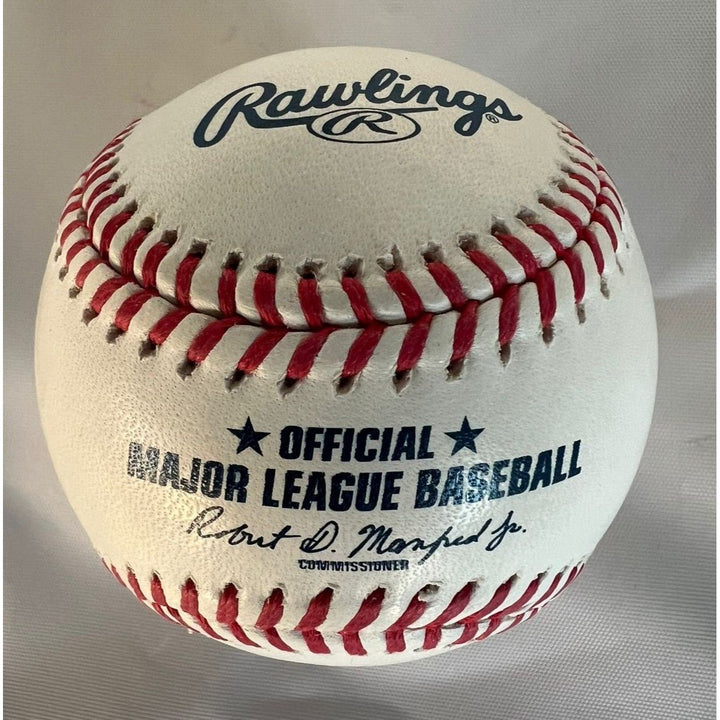 Rawlings®
R
★ OFFICIAL ★
MAJOR LEAGUE BASEBALL
Robert D. Manfred Jr.
COMMISSIONER